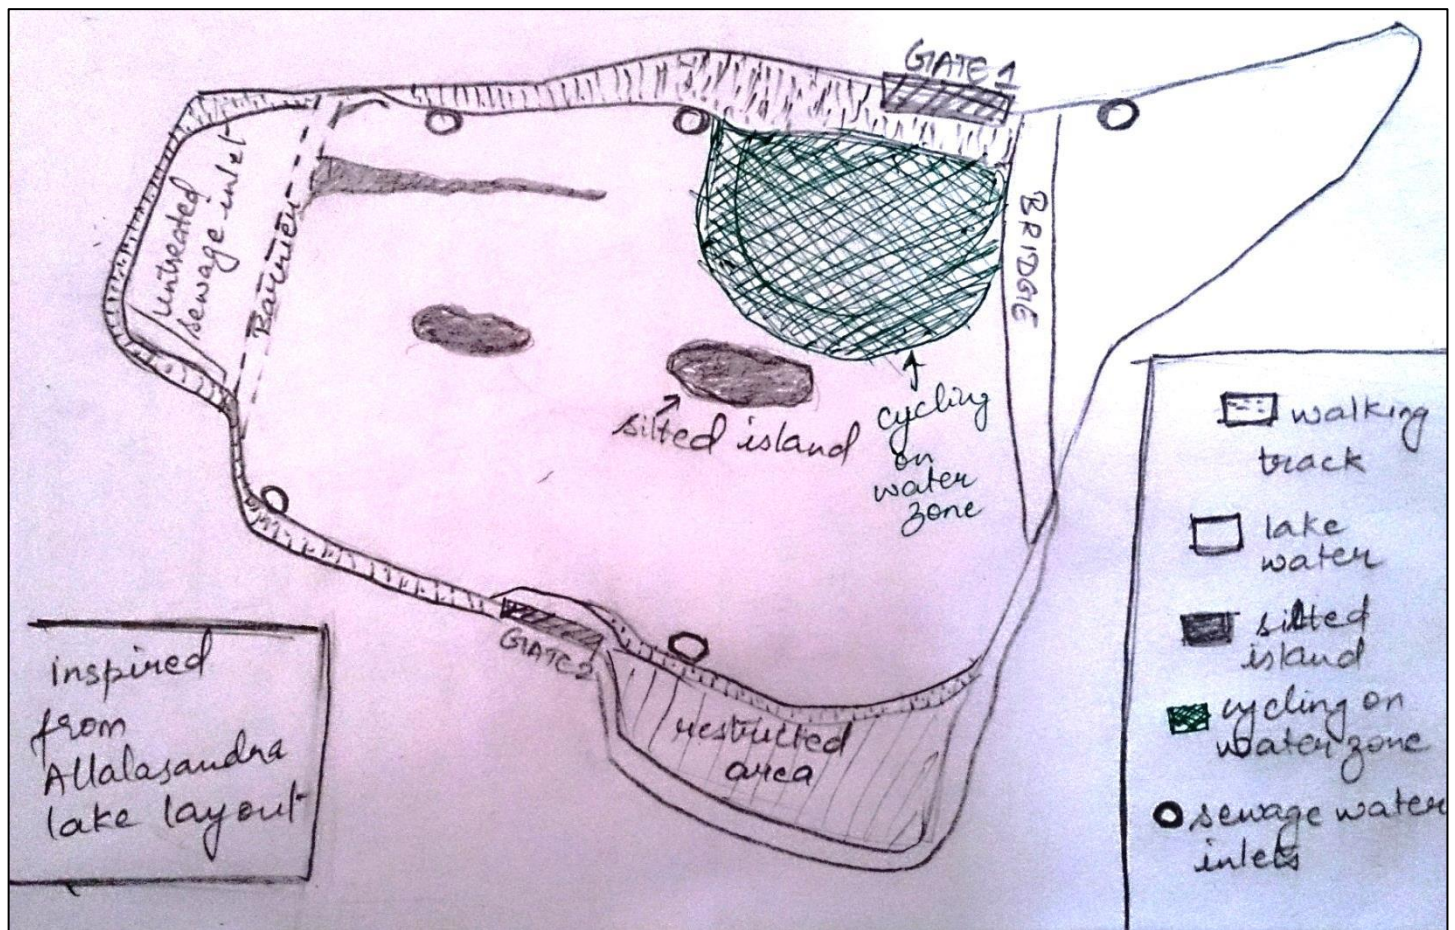 GATE 1
untreated
sewage inlet
Barrier
BRIDGE
silted island
cycling
on
water
zone
GATE 2
restricted
area
inspired
from
Allalasandra
lake layout
walking
track
lake
water
silted
island
cycling on
water zone
sewage water
inlets